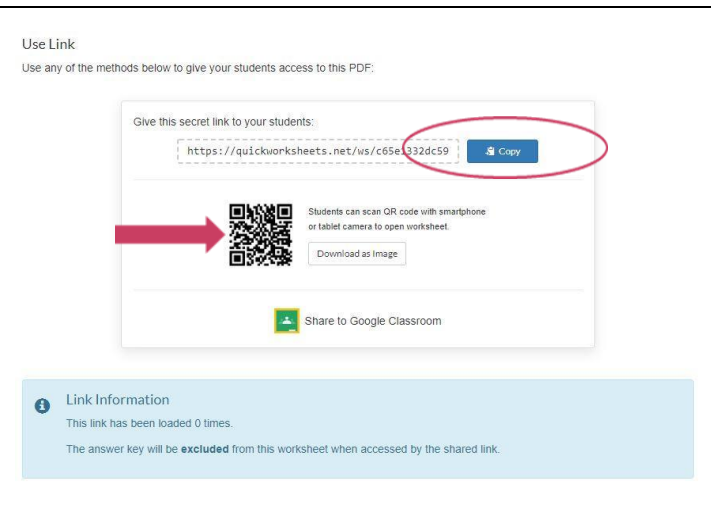 Use Link
Use any of the methods below to give your students access to this PDF:
Give this secret link to your students:
https://quickworksheets.net/ws/c65e1332dc59
Copy
Students can scan QR code with smartphone
or tablet camera to open worksheet.
Download as Image
Share to Google Classroom
Link Information
This link has been loaded 0 times.
The answer key will be excluded from this worksheet when accessed by the shared link.